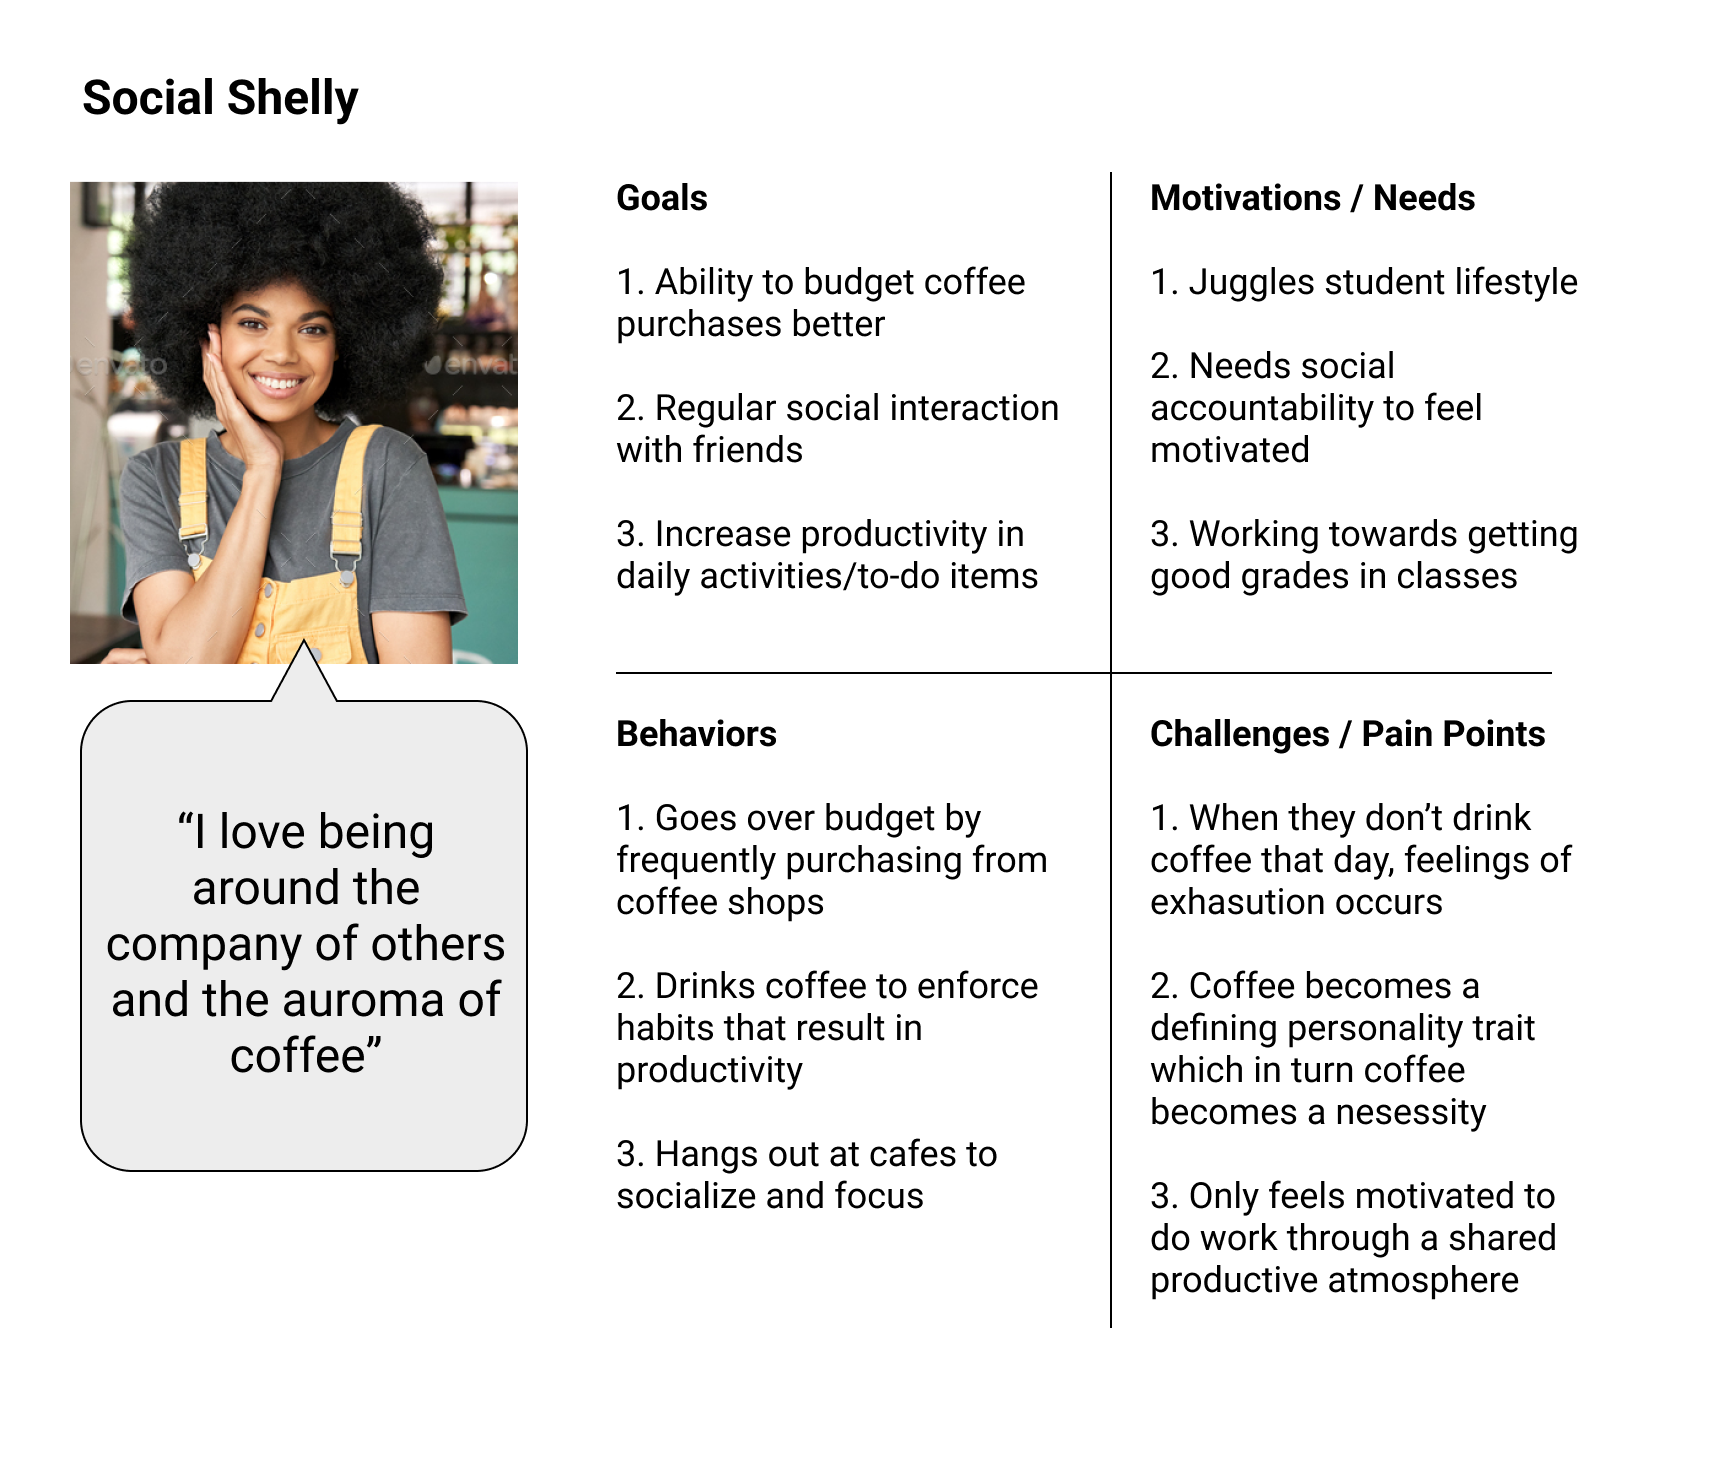 Social Shelly
envato
envat
“I love being
around the
company of others
and the auroma of
coffee”
Goals
1. Ability to budget coffee
purchases better
2. Regular social interaction
with friends
3. Increase productivity in
daily activities/to-do items
Motivations / Needs
1. Juggles student lifestyle
2. Needs social
accountability to feel
motivated
3. Working towards getting
good grades in classes
Behaviors
1. Goes over budget by
frequently purchasing from
coffee shops
2. Drinks coffee to enforce
habits that result in
productivity
3. Hangs out at cafes to
socialize and focus
Challenges / Pain Points
1. When they don’t drink
coffee that day, feelings of
exhasution occurs
2. Coffee becomes a
defining personality trait
which in turn coffee
becomes a nesessity
3. Only feels motivated to
do work through a shared
productive atmosphere